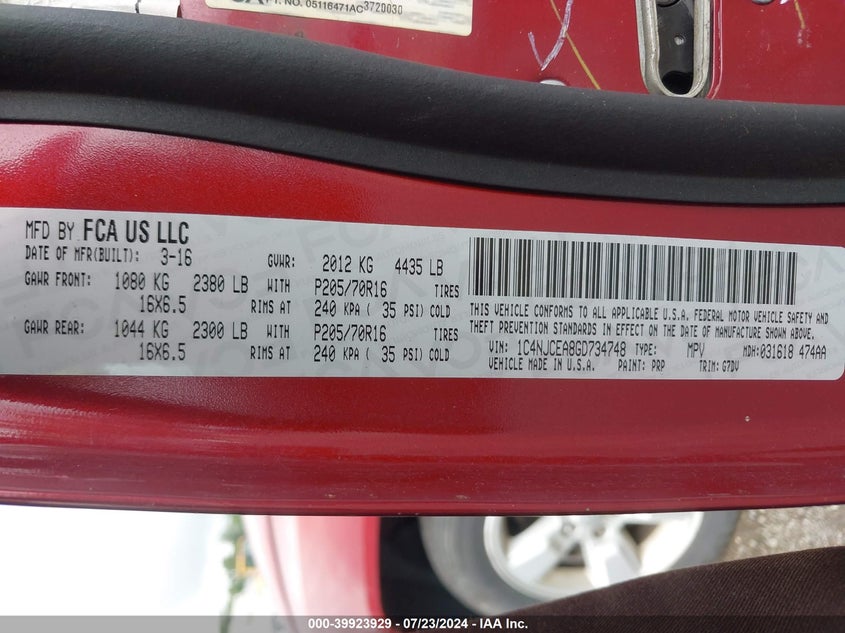 PT. NO. 05116471AC 3720030
MFD BY FCA US LLC
DATE OF MFR(BUILT): 3-16 GVWR: 2012 KG 4435 LB
GAWR FRONT: 1080 KG 2380 LB WITH P205/70R16 TIRES
16X6.5 RIMS AT 240 KPA ( 35 PSI) COLD
GAWR REAR: 1044 KG 2300 LB WITH P205/70R16 TIRES
16X6.5 RIMS AT 240 KPA ( 35 PSI) COLD
THIS VEHICLE CONFORMS TO ALL APPLICABLE U.S.A. FEDERAL MOTOR VEHICLE SAFETY AND
THEFT PREVENTION STANDARDS IN EFFECT ON THE DATE OF MANUFACTURE SHOWN ABOVE.
VIN: 1C4NJCEA8GD734748 TYPE: MPV MDH:031618 474AA
VEHICLE MADE IN U.S.A. PAINT: PRP TRIM: G7DV
000-39923929 - 07/23/2024 - IAA Inc.